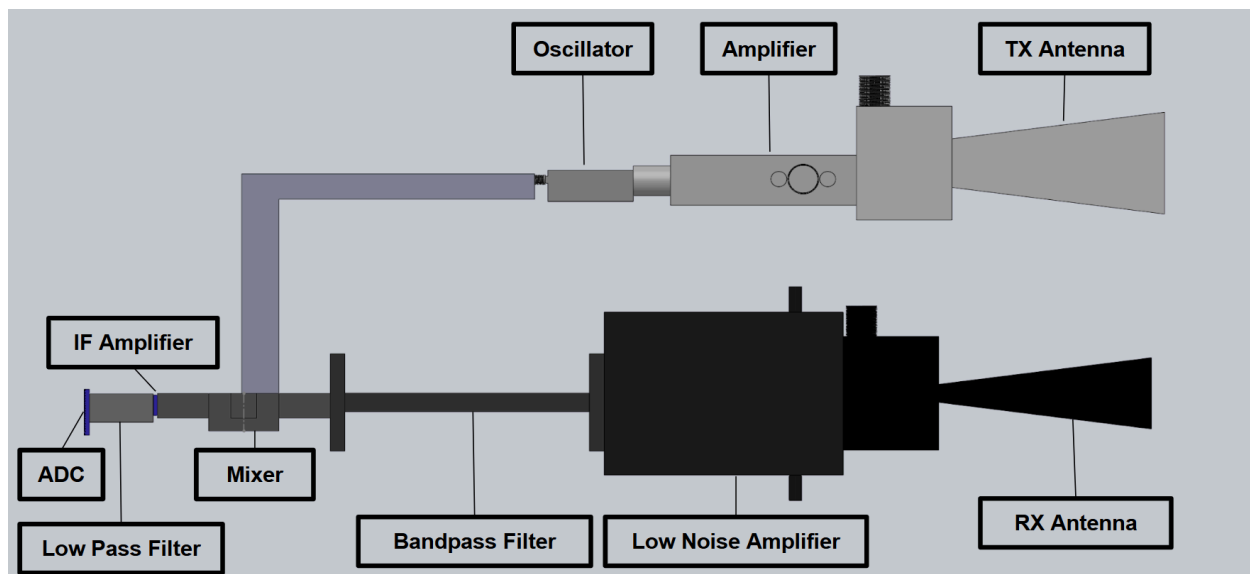 Oscillator
Amplifier
TX Antenna
IF Amplifier
ADC
Mixer
Low Pass Filter
Bandpass Filter
Low Noise Amplifier
RX Antenna